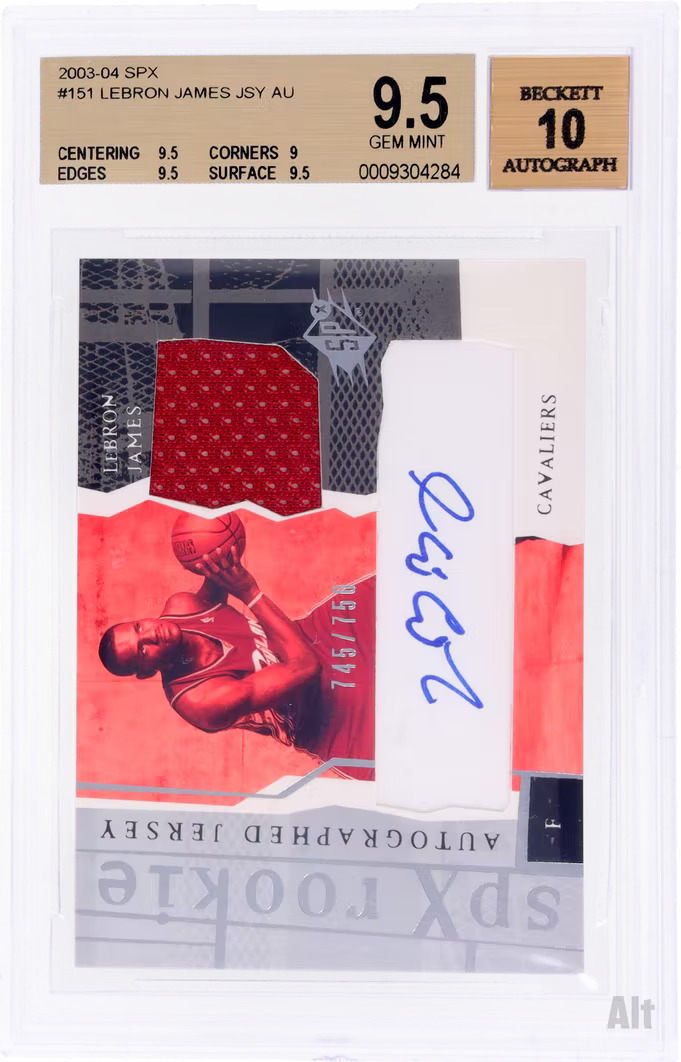 2003-04 SPX
#151 LEBRON JAMES JSY AU
CENTERING 9.5 CORNERS 9
EDGES 9.5 SURFACE 9.5
9.5
GEM MINT
0009304284
BECKETT
10
AUTOGRAPH
SPX
LEBRON
JAMES
CAVALIERS
745/750
F
AUTOGRAPHED JERSEY
spx rookie
Alt